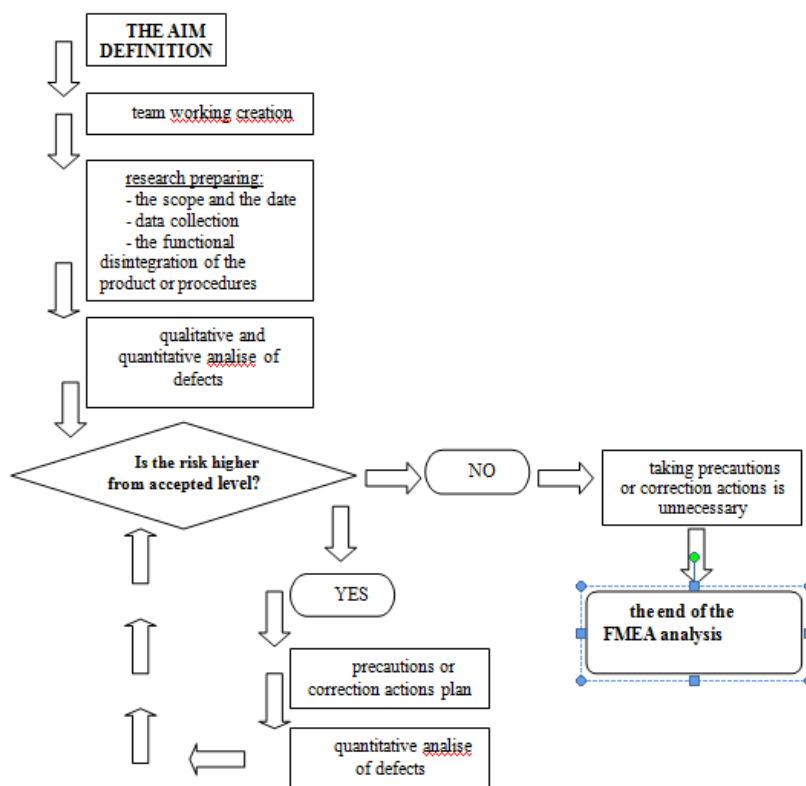 THE AIM
DEFINITION
team working creation
research preparing:
- the scope and the date
- data collection
- the functional
disintegration of the
product or procedures
qualitative and
quantitative analise of
defects
Is the risk higher
from accepted level?
NO
taking precautions
or correction actions is
unnecessary
YES
the end of the
FMEA analysis
precautions or
correction actions plan
quantitative analise
of defects